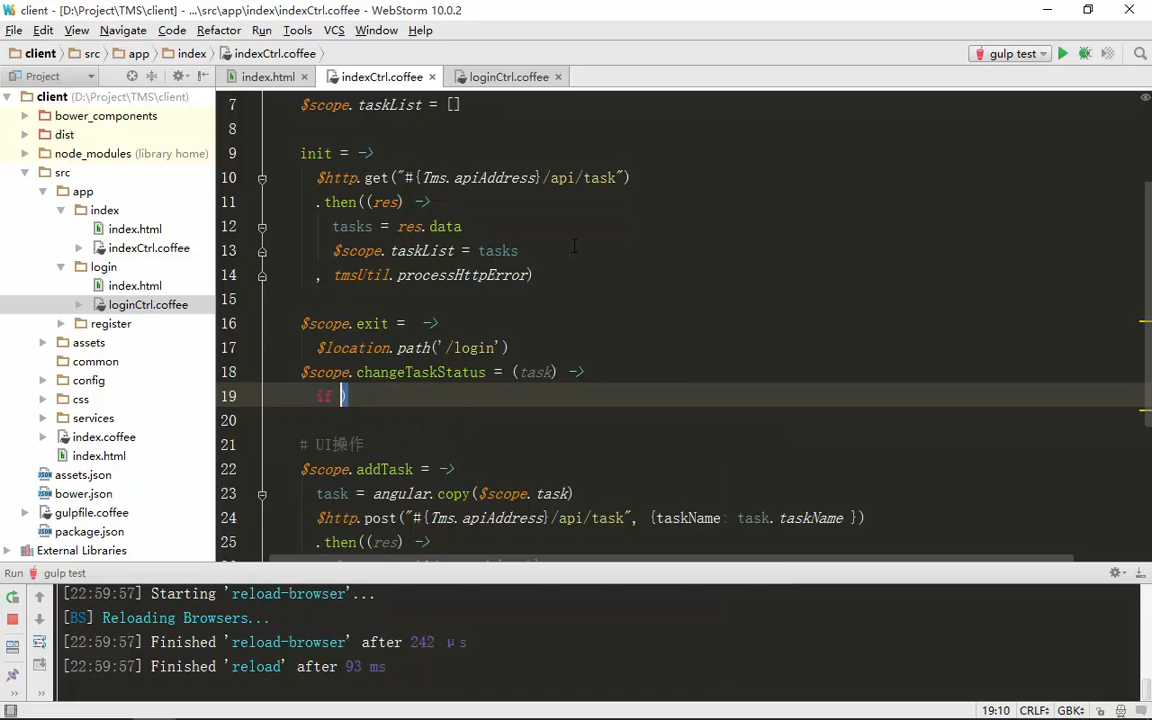 client - [D:\Project\TMS\client] - ...\src\app\index\indexCtrl.coffee - WebStorm 10.0.2
File Edit View Navigate Code Refactor Run Tools VCS Window Help
client src app index indexCtrl.coffee gulp test
Project index.html indexCtrl.coffee loginCtrl.coffee
client (D:\Project\TMS\client)
bower_components
dist
node_modules (library home)
src
app
index
index.html
indexCtrl.coffee
login
index.html
loginCtrl.coffee
register
assets
common
config
css
services
index.coffee
index.html
assets.json
bower.json
gulpfile.coffee
package.json
External Libraries
7 $scope.taskList = []
8
9 init = ->
10 $http.get("#{Tms.apiAddress}/api/task")
11 .then((res) ->
12 tasks = res.data
13 $scope.taskList = tasks
14 , tmsUtil.processHttpError)
15
16 $scope.exit =  ->
17 $location.path('/login')
18 $scope.changeTaskStatus = (task) ->
19 if )
20
21 # UI操作
22 $scope.addTask = ->
23 task = angular.copy($scope.task)
24 $http.post("#{Tms.apiAddress}/api/task", {taskName: task.taskName })
25 .then((res) ->
Run gulp test
[22:59:57] Starting 'reload-browser'...
[BS] Reloading Browsers...
[22:59:57] Finished 'reload-browser' after 242 μs
[22:59:57] Finished 'reload' after 93 ms
19:10 CRLF GBK